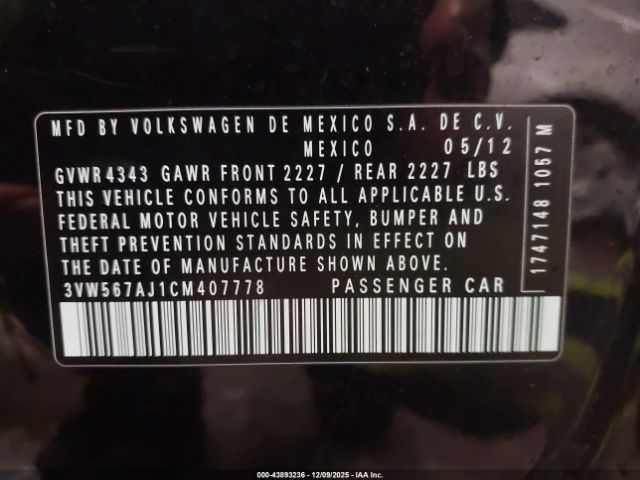 MFD BY VOLKSWAGEN DE MEXICO S.A. DE C.V.
MEXICO 05/12
GVWR 4343 GAWR FRONT 2227 / REAR 2227 LBS
THIS VEHICLE CONFORMS TO ALL APPLICABLE U.S.
FEDERAL MOTOR VEHICLE SAFETY, BUMPER AND
THEFT PREVENTION STANDARDS IN EFFECT ON
THE DATE OF MANUFACTURE SHOWN ABOVE.
3VW567AJ1CM407778 PASSENGER CAR
1747148 1057 M
000-43893236 - 12/09/2025 - IAA Inc.